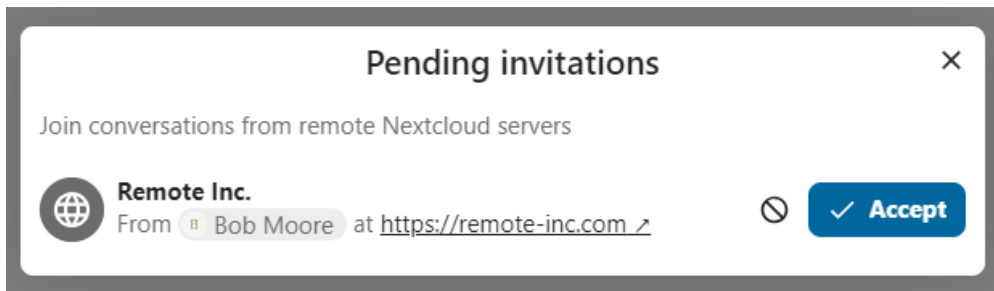 Pending invitations
Join conversations from remote Nextcloud servers
Remote Inc.
From Bob Moore at https://remote-inc.com ↗
Accept